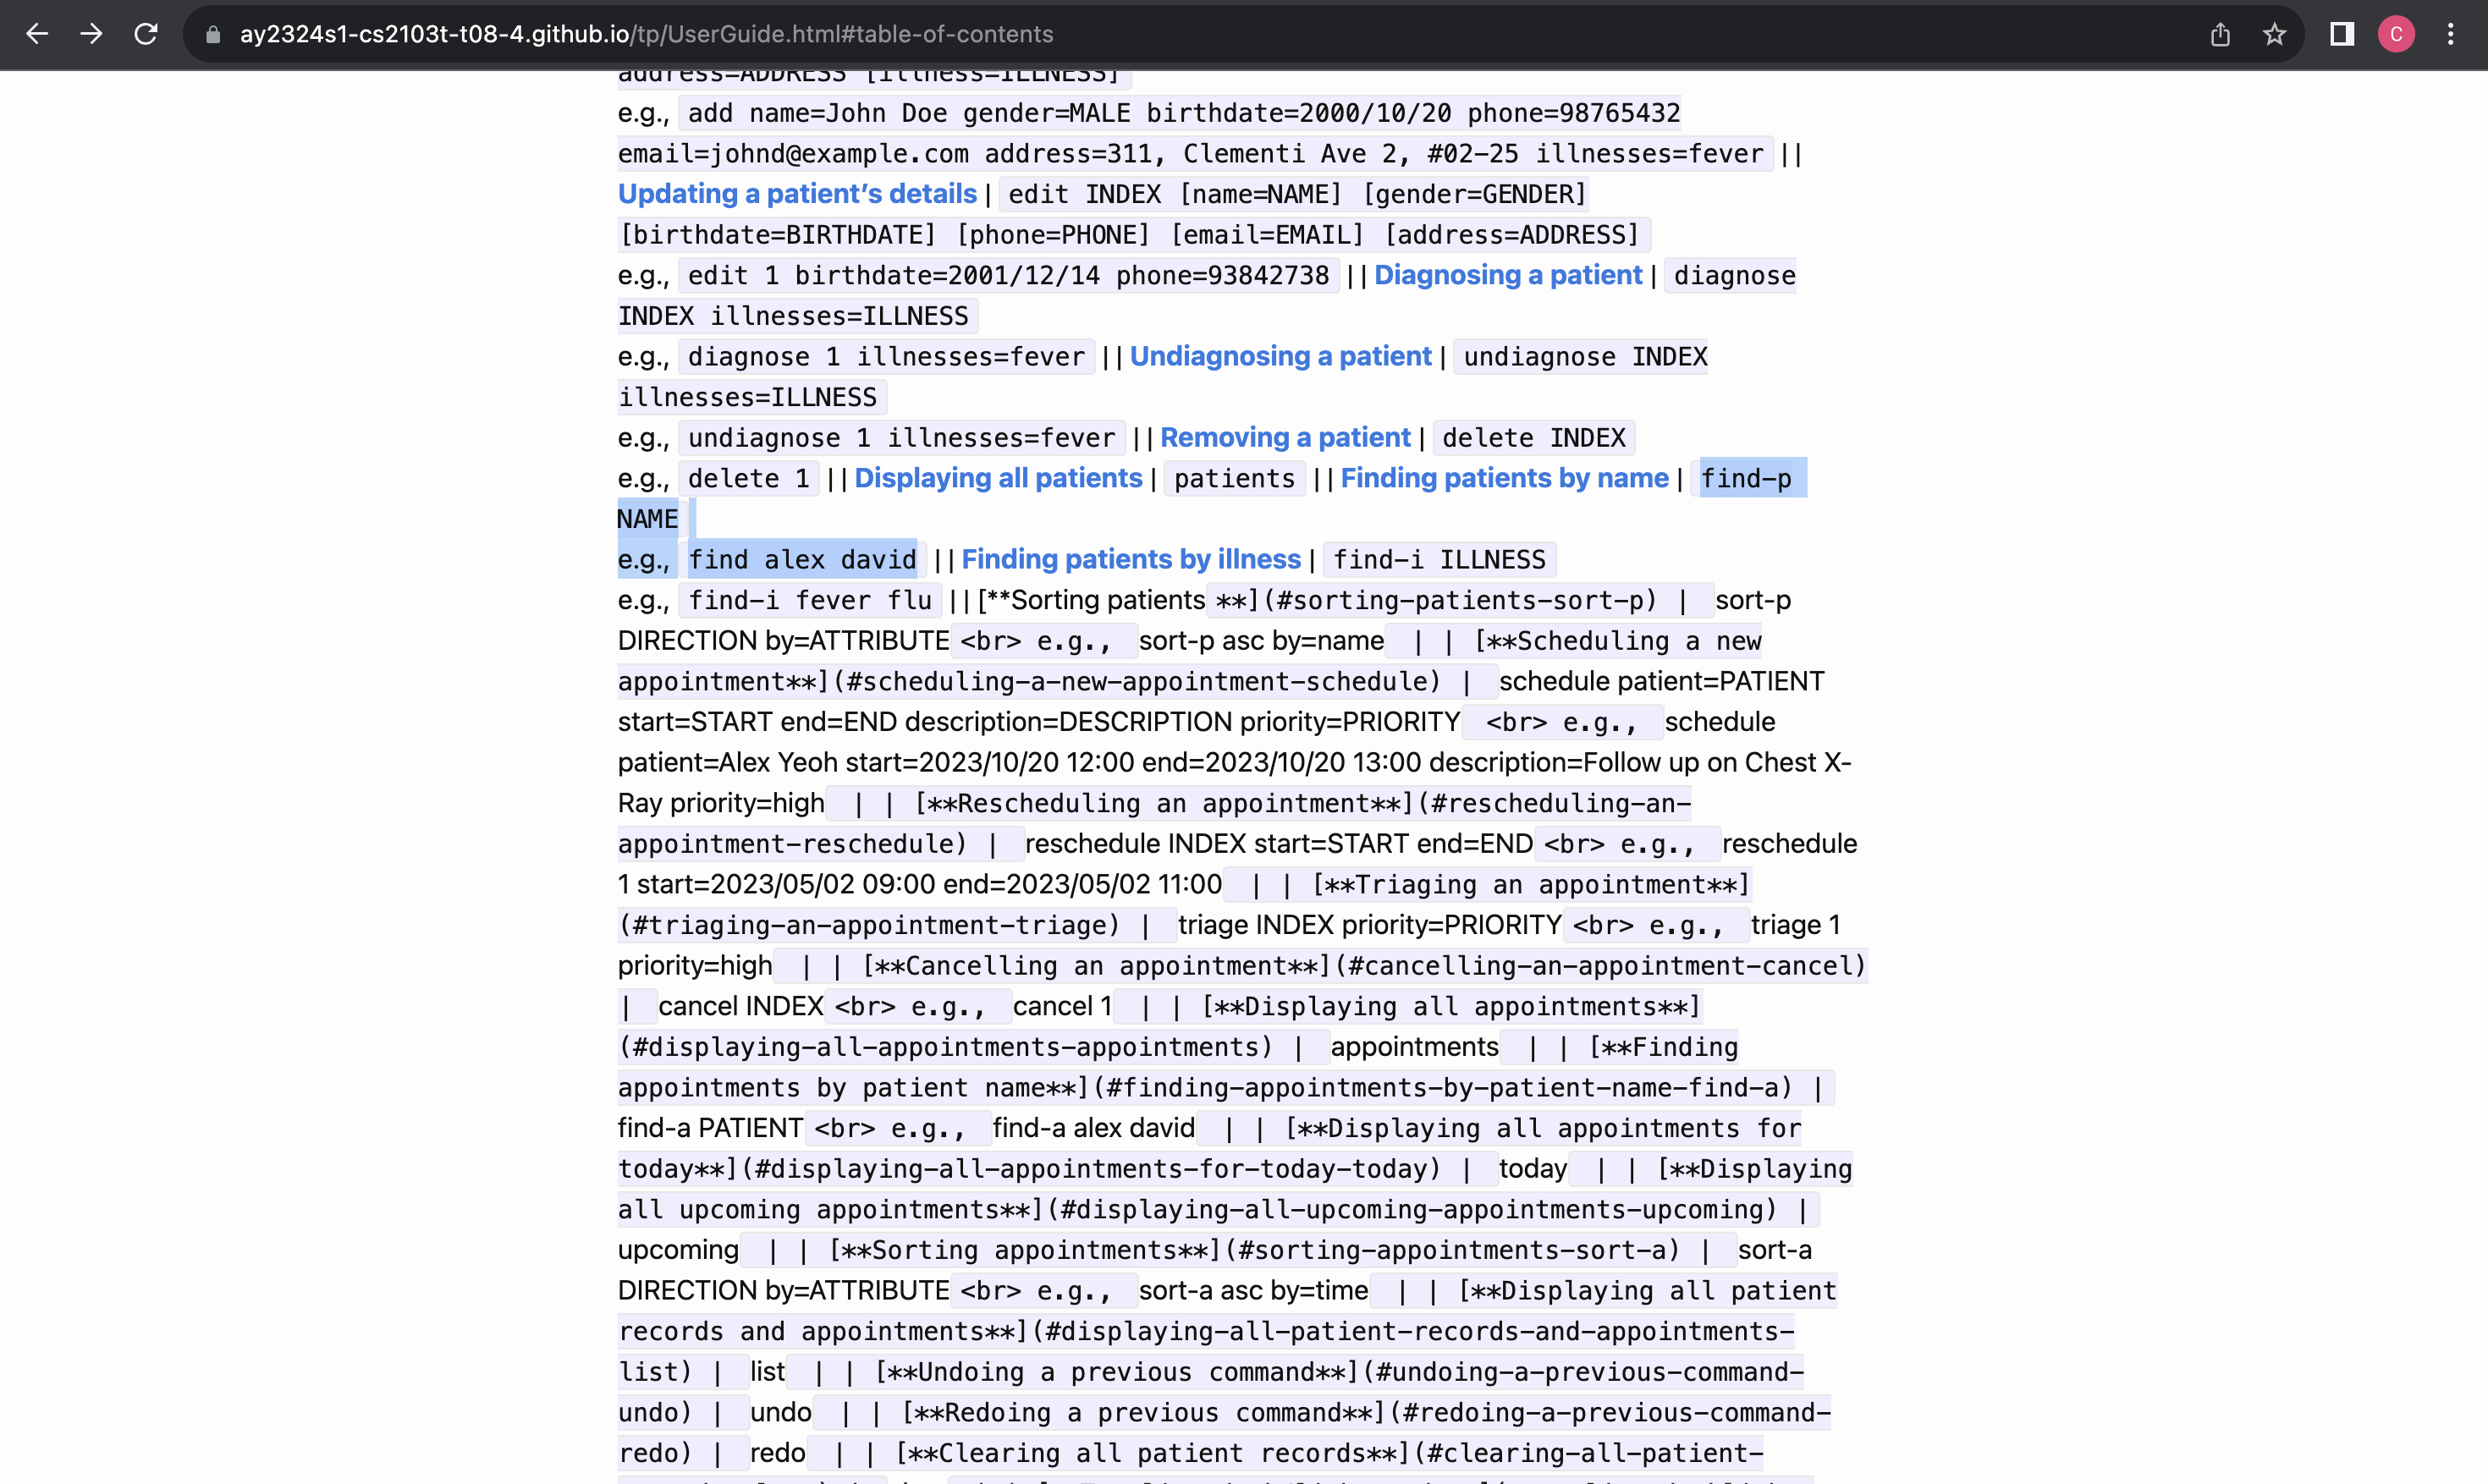 ay2324s1-cs2103t-t08-4.github.io/tp/UserGuide.html#table-of-contents
C
address=ADDRESS [illness=ILLNESS]
e.g., add name=John Doe gender=MALE birthdate=2000/10/20 phone=98765432
email=johnd@example.com address=311, Clementi Ave 2, #02-25 illnesses=fever ||
Updating a patient’s details | edit INDEX [name=NAME] [gender=GENDER]
[birthdate=BIRTHDATE] [phone=PHONE] [email=EMAIL] [address=ADDRESS]
e.g., edit 1 birthdate=2001/12/14 phone=93842738 || Diagnosing a patient | diagnose
INDEX illnesses=ILLNESS
e.g., diagnose 1 illnesses=fever || Undiagnosing a patient | undiagnose INDEX
illnesses=ILLNESS
e.g., undiagnose 1 illnesses=fever || Removing a patient | delete INDEX
e.g., delete 1 || Displaying all patients | patients || Finding patients by name | find-p
NAME
e.g., find alex david || Finding patients by illness | find-i ILLNESS
e.g., find-i fever flu || [**Sorting patients **](#sorting-patients-sort-p) | sort-p
DIRECTION by=ATTRIBUTE <br> e.g., sort-p asc by=name | | [**Scheduling a new
appointment**](#scheduling-a-new-appointment-schedule) | schedule patient=PATIENT
start=START end=END description=DESCRIPTION priority=PRIORITY <br> e.g., schedule
patient=Alex Yeoh start=2023/10/20 12:00 end=2023/10/20 13:00 description=Follow up on Chest X-
Ray priority=high | | [**Rescheduling an appointment**](#rescheduling-an-
appointment-reschedule) | reschedule INDEX start=START end=END <br> e.g., reschedule
1 start=2023/05/02 09:00 end=2023/05/02 11:00 | | [**Triaging an appointment**]
(#triaging-an-appointment-triage) | triage INDEX priority=PRIORITY <br> e.g., triage 1
priority=high | | [**Cancelling an appointment**](#cancelling-an-appointment-cancel)
| cancel INDEX <br> e.g., cancel 1 | | [**Displaying all appointments**]
(#displaying-all-appointments-appointments) | appointments | | [**Finding
appointments by patient name**](#finding-appointments-by-patient-name-find-a) |
find-a PATIENT <br> e.g., find-a alex david | | [**Displaying all appointments for
today**](#displaying-all-appointments-for-today-today) | today | | [**Displaying
all upcoming appointments**](#displaying-all-upcoming-appointments-upcoming) |
upcoming | | [**Sorting appointments**](#sorting-appointments-sort-a) | sort-a
DIRECTION by=ATTRIBUTE <br> e.g., sort-a asc by=time | | [**Displaying all patient
records and appointments**](#displaying-all-patient-records-and-appointments-
list) | list | | [**Undoing a previous command**](#undoing-a-previous-command-
undo) | undo | | [**Redoing a previous command**](#redoing-a-previous-command-
redo) | redo | | [**Clearing all patient records**](#clearing-all-patient-